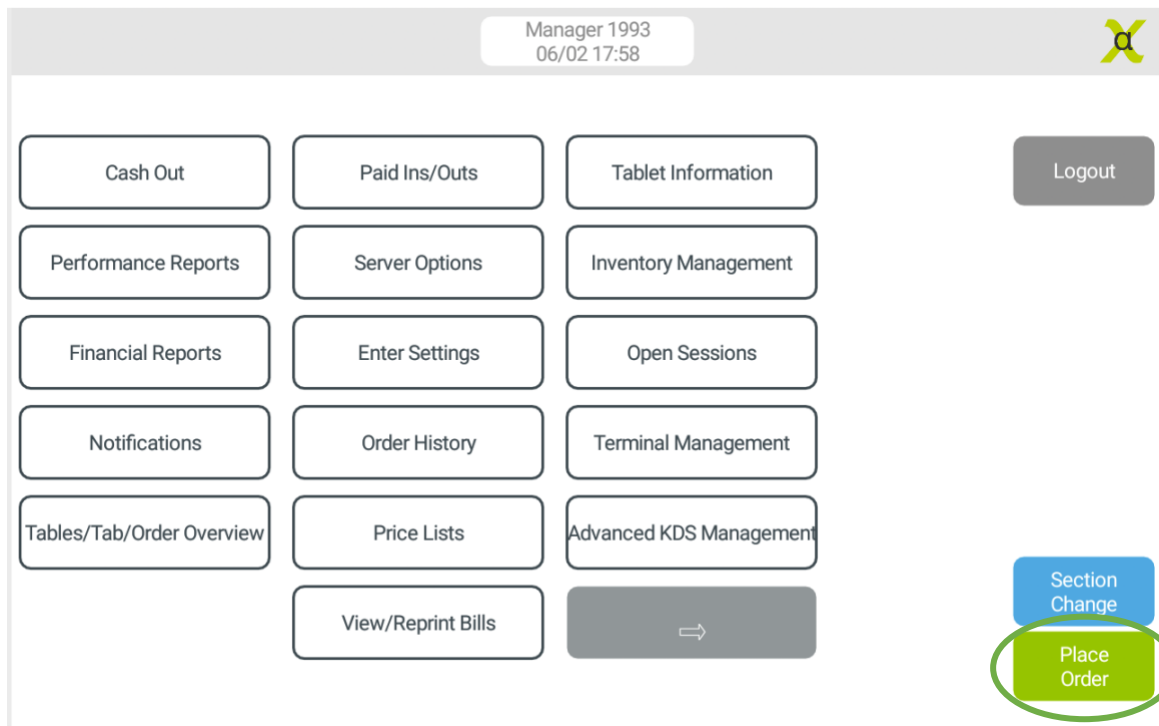 Manager 1993
06/02 17:58
α
Cash Out
Paid Ins/Outs
Tablet Information
Logout
Performance Reports
Server Options
Inventory Management
Financial Reports
Enter Settings
Open Sessions
Notifications
Order History
Terminal Management
Tables/Tab/Order Overview
Price Lists
Advanced KDS Management
Section
Change
View/Reprint Bills
⇨
Place
Order